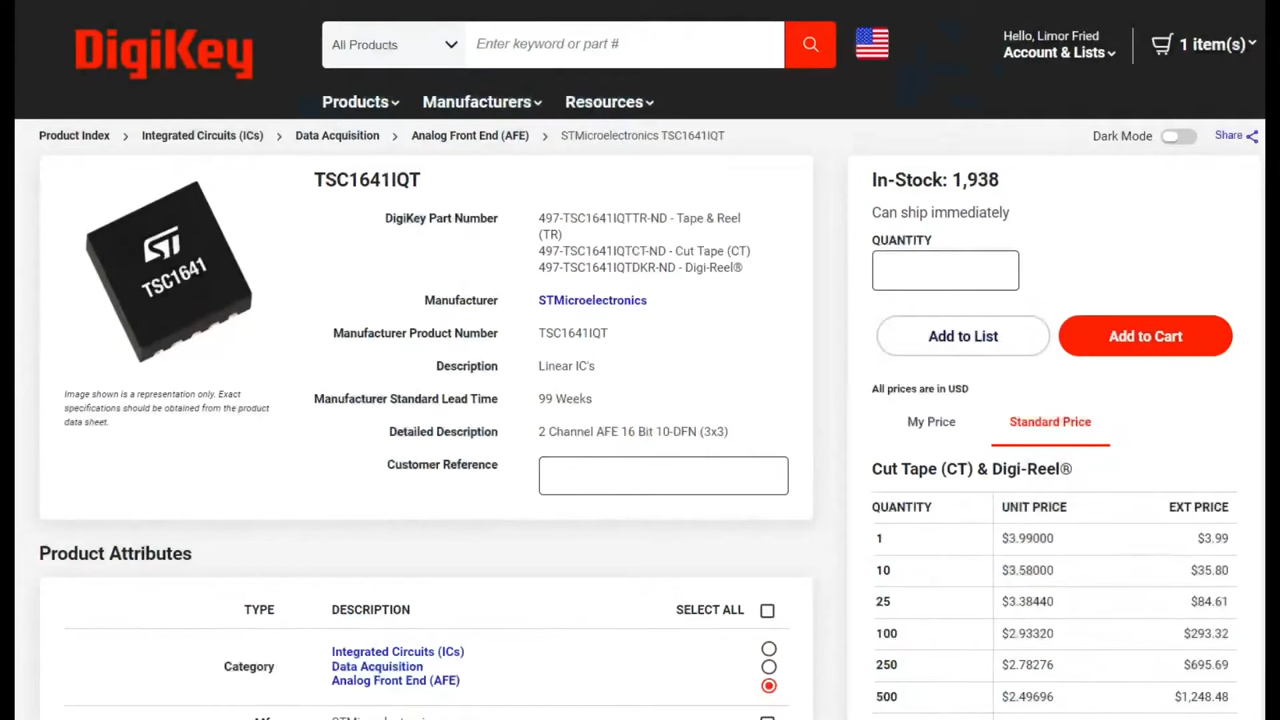 DigiKey
All Products
Enter keyword or part #
Hello, Limor Fried
Account & Lists
1 item(s)
Products
Manufacturers
Resources
Product Index
Integrated Circuits (ICs)
Data Acquisition
Analog Front End (AFE)
STMicroelectronics TSC1641IQT
Dark Mode
Share
ST
TSC1641
Image shown is a representation only. Exact
specifications should be obtained from the product
data sheet.
TSC1641IQT
DigiKey Part Number
497-TSC1641IQTTR-ND - Tape & Reel
(TR)
497-TSC1641IQTCT-ND - Cut Tape (CT)
497-TSC1641IQTDKR-ND - Digi-Reel®
Manufacturer
STMicroelectronics
Manufacturer Product Number
TSC1641IQT
Description
Linear IC's
Manufacturer Standard Lead Time
99 Weeks
Detailed Description
2 Channel AFE 16 Bit 10-DFN (3x3)
Customer Reference
In-Stock: 1,938
Can ship immediately
QUANTITY
Add to List
Add to Cart
All prices are in USD
My Price
Standard Price
Cut Tape (CT) & Digi-Reel®
QUANTITY UNIT PRICE EXT PRICE
1 $3.99000 $3.99
10 $3.58000 $35.80
25 $3.38440 $84.61
100 $2.93320 $293.32
250 $2.78276 $695.69
500 $2.49696 $1,248.48
Product Attributes
TYPE DESCRIPTION SELECT ALL
Category
Integrated Circuits (ICs)
Data Acquisition
Analog Front End (AFE)